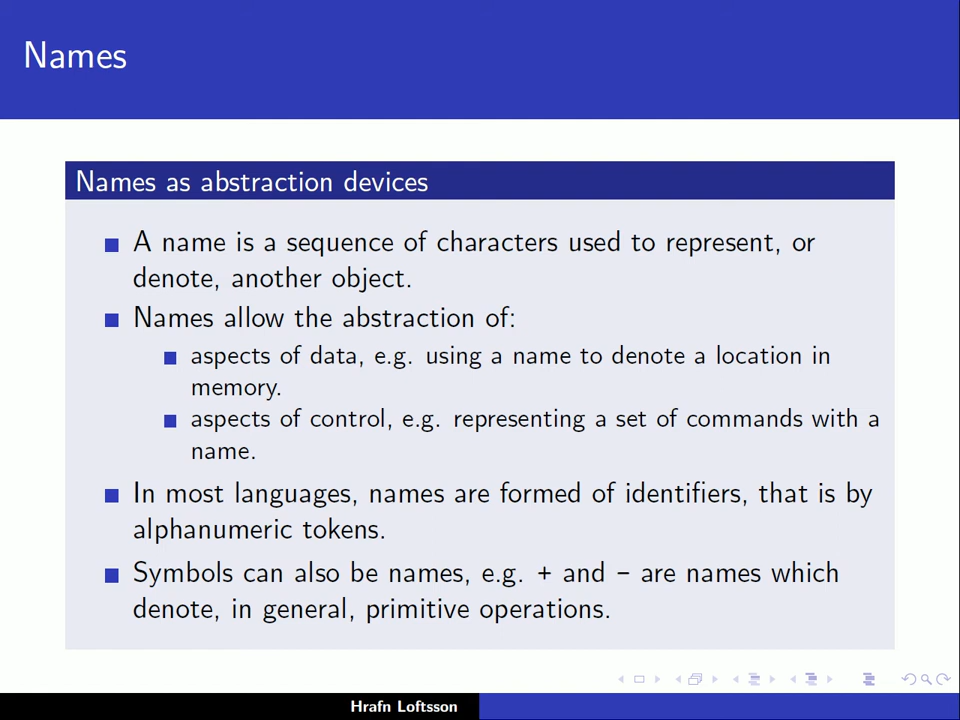 Names
Names as abstraction devices
A name is a sequence of characters used to represent, or
denote, another object.
Names allow the abstraction of:
aspects of data, e.g. using a name to denote a location in
memory.
aspects of control, e.g. representing a set of commands with a
name.
In most languages, names are formed of identifiers, that is by
alphanumeric tokens.
Symbols can also be names, e.g. + and − are names which
denote, in general, primitive operations.
Hrafn Loftsson